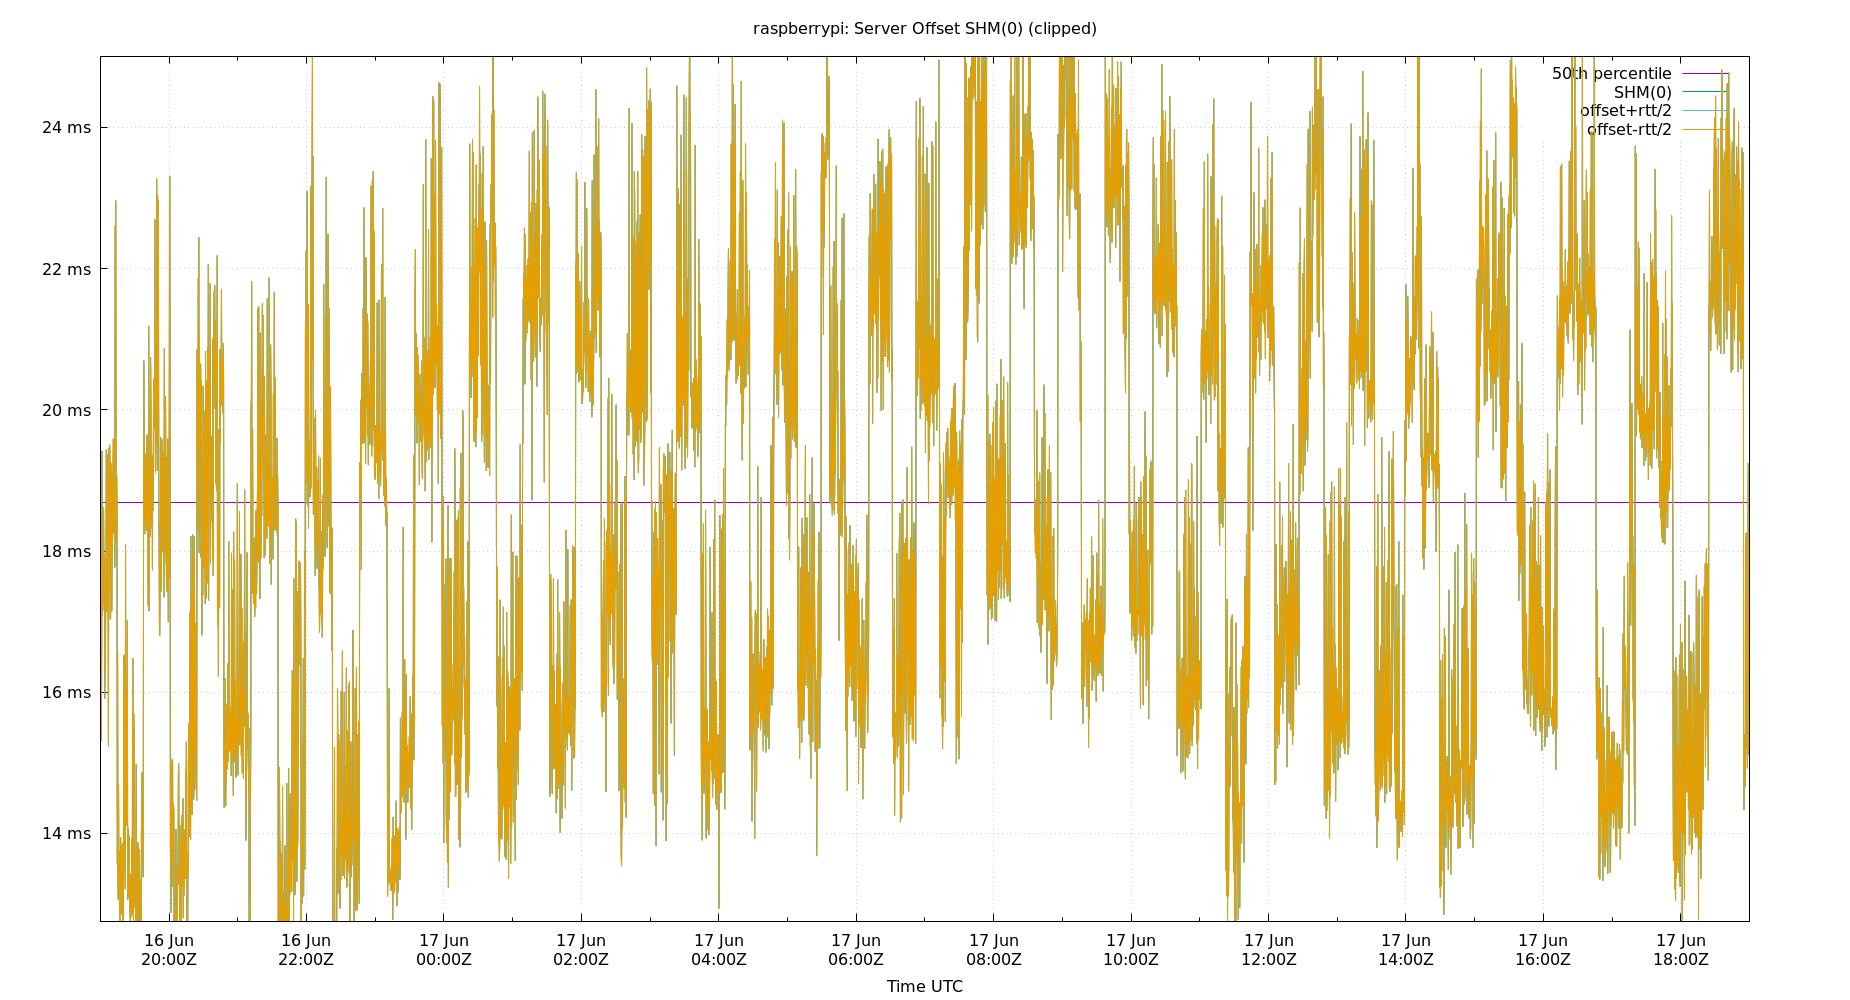 raspberrypi: Server Offset SHM(0) (clipped)
50th percentile
SHM(0)
offset+rtt/2
offset-rtt/2
24 ms
22 ms
20 ms
18 ms
16 ms
14 ms
16 Jun 16 Jun 17 Jun 17 Jun 17 Jun 17 Jun 17 Jun 17 Jun 17 Jun 17 Jun 17 Jun 17 Jun
20:00Z 22:00Z 00:00Z 02:00Z 04:00Z 06:00Z 08:00Z 10:00Z 12:00Z 14:00Z 16:00Z 18:00Z
Time UTC